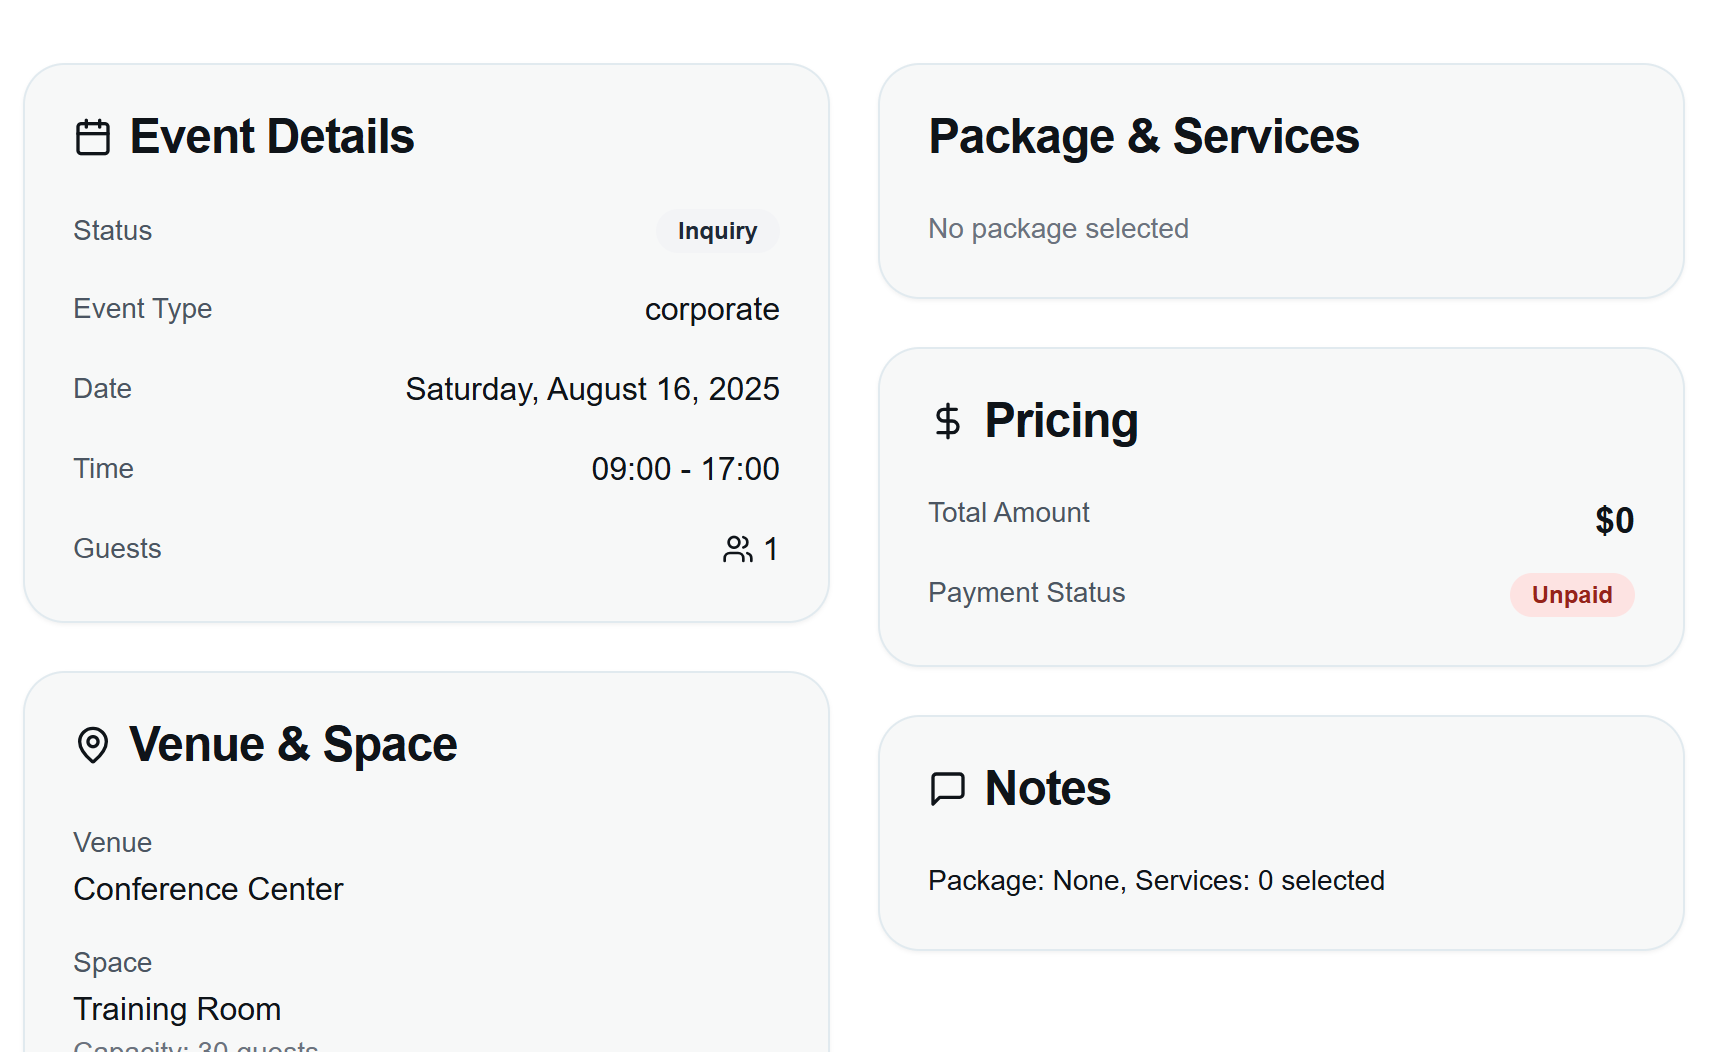 Event Details
Status Inquiry
Event Type corporate
Date Saturday, August 16, 2025
Time 09:00 - 17:00
Guests 1
Venue & Space
Venue
Conference Center
Space
Training Room
Capacity: 30 guests
Package & Services
No package selected
Pricing
Total Amount $0
Payment Status Unpaid
Notes
Package: None, Services: 0 selected